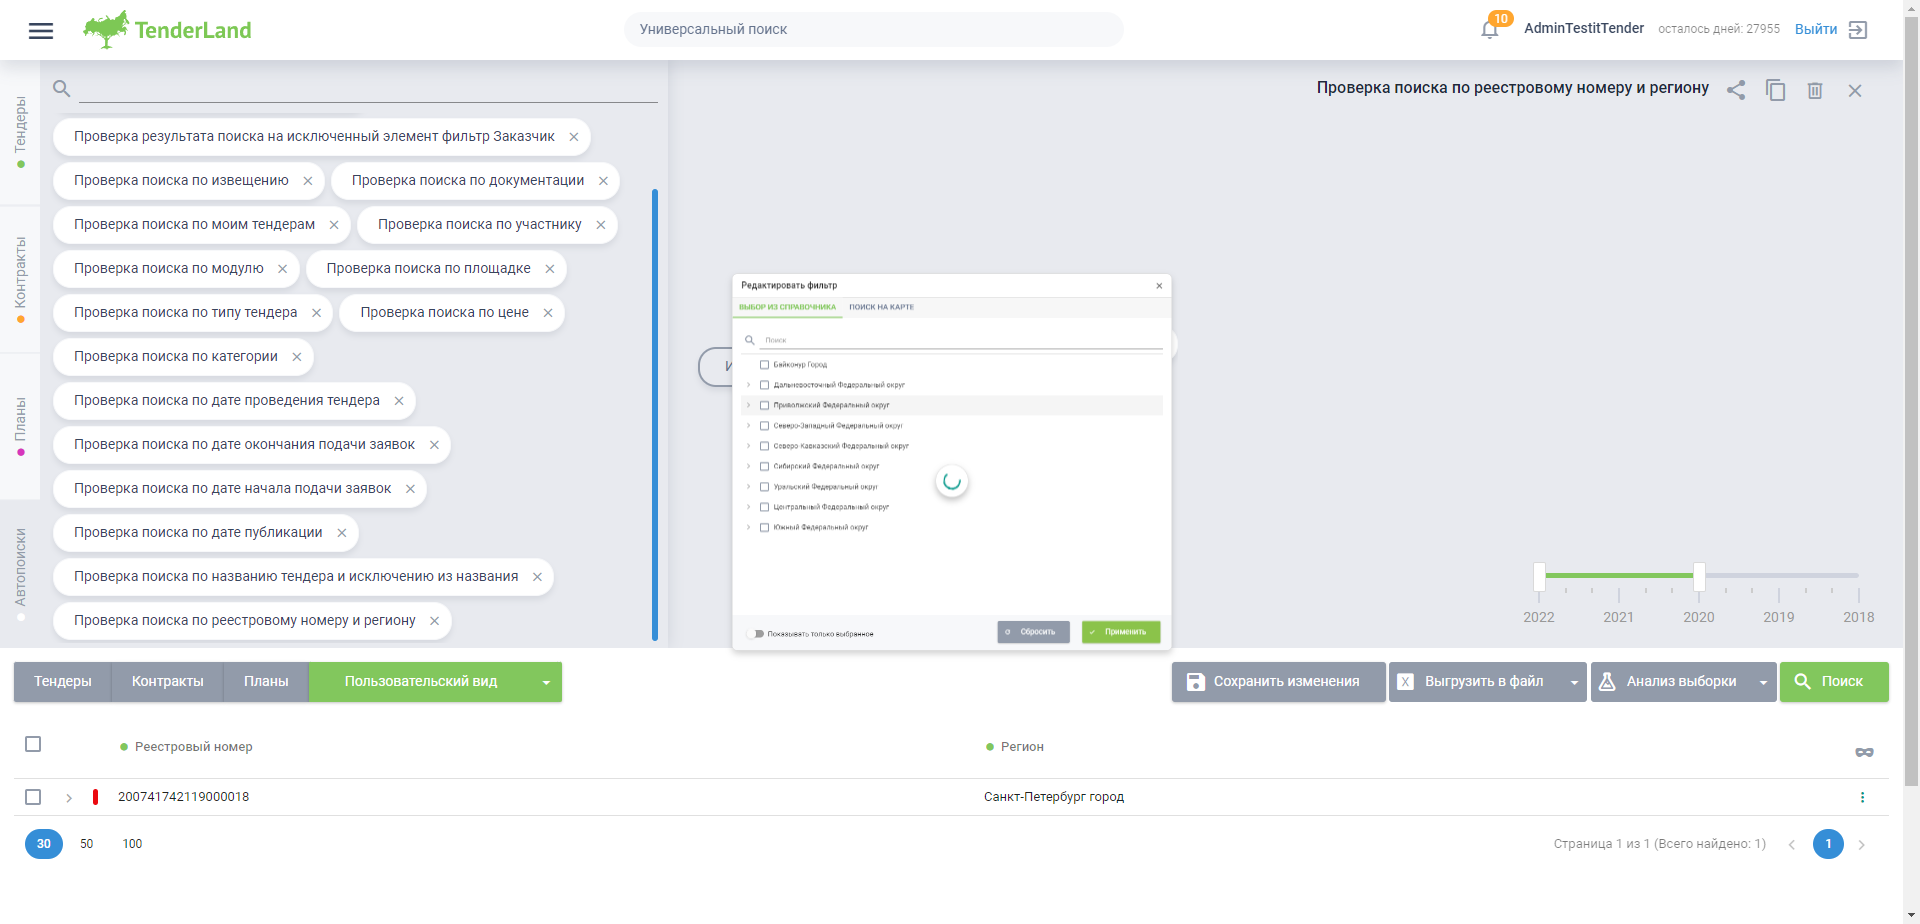 TenderLand
Универсальный поиск
10
AdminTestitTender
осталось дней: 27955
Выйти
Тендеры
Контракты
Планы
Автопоиски
Проверка результата поиска на исключенный элемент фильтр Заказчик
Проверка поиска по извещению
Проверка поиска по документации
Проверка поиска по моим тендерам
Проверка поиска по участнику
Проверка поиска по модулю
Проверка поиска по площадке
Проверка поиска по типу тендера
Проверка поиска по цене
Проверка поиска по категории
Проверка поиска по дате проведения тендера
Проверка поиска по дате окончания подачи заявок
Проверка поиска по дате начала подачи заявок
Проверка поиска по дате публикации
Проверка поиска по названию тендера и исключению из названия
Проверка поиска по реестровому номеру и региону
Проверка поиска по реестровому номеру и региону
И
Редактировать фильтр
ВЫБОР ИЗ СПРАВОЧНИКА
ПОИСК НА КАРТЕ
Поиск
Байконур Город
Дальневосточный Федеральный округ
Приволжский Федеральный округ
Северо-Западный Федеральный округ
Северо-Кавказский Федеральный округ
Сибирский Федеральный округ
Уральский Федеральный округ
Центральный Федеральный округ
Южный Федеральный округ
Показывать только выбранное
Сбросить
Применить
2022
2021
2020
2019
2018
Тендеры
Контракты
Планы
Пользовательский вид
Сохранить изменения
X Выгрузить в файл
Анализ выборки
Поиск
Реестровый номер
Регион
200741742119000018
Санкт-Петербург город
30
50
100
Страница 1 из 1 (Всего найдено: 1)
1